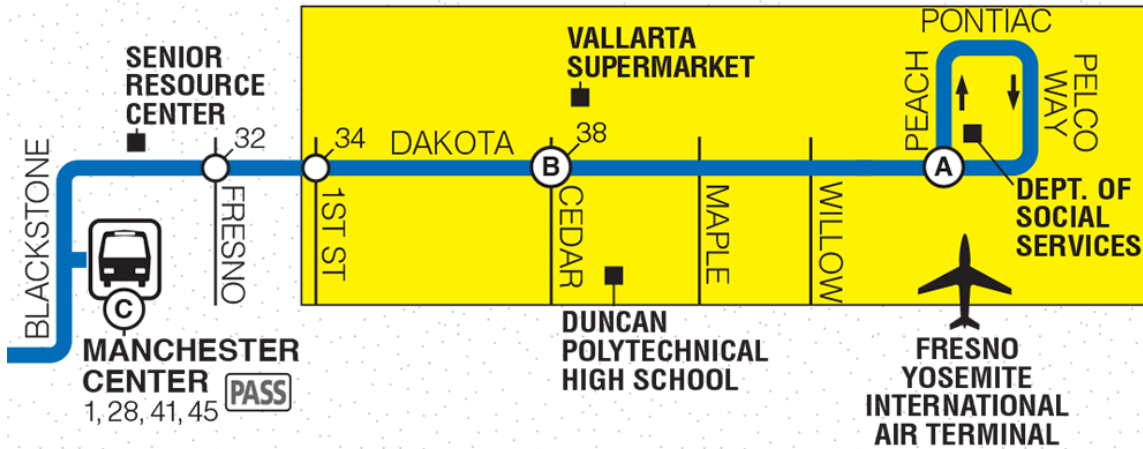 PONTIAC
SENIOR
RESOURCE
CENTER
VALLARTA
SUPERMARKET
PEACH
PELCO
WAY
32
34
DAKOTA
38
B
A
BLACKSTONE
FRESNO
1ST ST
CEDAR
MAPLE
WILLOW
DEPT. OF
SOCIAL
SERVICES
C
MANCHESTER
CENTER
1, 28, 41, 45
PASS
DUNCAN
POLYTECHNICAL
HIGH SCHOOL
FRESNO
YOSEMITE
INTERNATIONAL
AIR TERMINAL